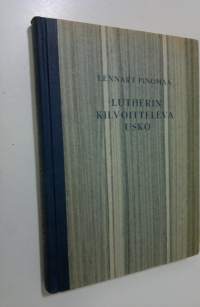 LENNART PINOMAA
LUTHERIN
KILVOITTELEVA
USKO